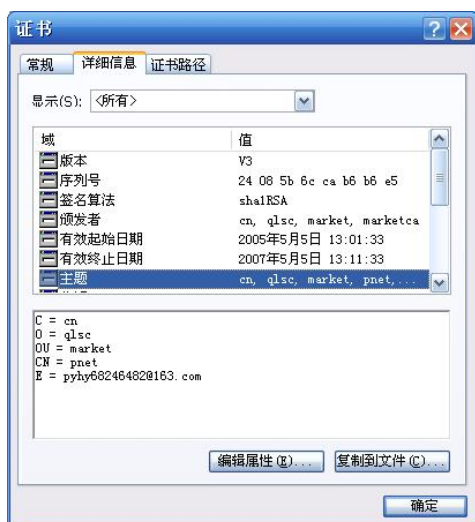 证书
常规 详细信息 证书路径
显示(S): <所有>
域 值
版本 V3
序列号 24 08 5b 6c ca b6 b6 e5
签名算法 sha1RSA
颁发者 cn, qlsc, market, marketca
有效起始日期 2005年5月5日 13:01:33
有效终止日期 2007年5月5日 13:11:33
主题 cn, qlsc, market, pnet,...
C = cn
O = qlsc
OU = market
CN = pnet
E = pyhy68246482@163.com
编辑属性(E)... 复制到文件(C)...
确定